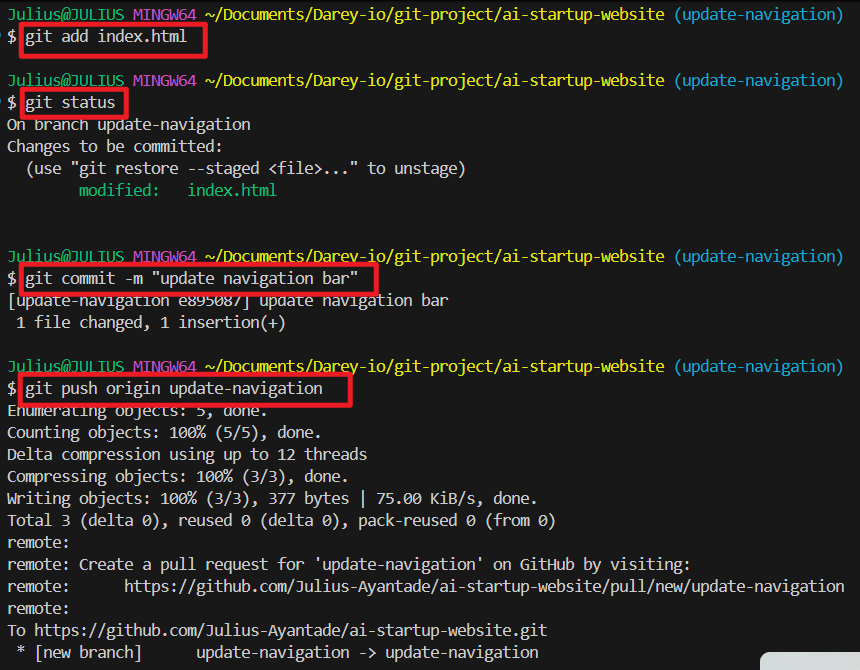 Julius@JULIUS MINGW64 ~/Documents/Darey-io/git-project/ai-startup-website (update-navigation)
$ git add index.html
Julius@JULIUS MINGW64 ~/Documents/Darey-io/git-project/ai-startup-website (update-navigation)
$ git status
On branch update-navigation
Changes to be committed:
  (use "git restore --staged <file>..." to unstage)
        modified:   index.html
Julius@JULIUS MINGW64 ~/Documents/Darey-io/git-project/ai-startup-website (update-navigation)
$ git commit -m "update navigation bar"
[update-navigation e895087] update navigation bar
 1 file changed, 1 insertion(+)
Julius@JULIUS MINGW64 ~/Documents/Darey-io/git-project/ai-startup-website (update-navigation)
$ git push origin update-navigation
Enumerating objects: 5, done.
Counting objects: 100% (5/5), done.
Delta compression using up to 12 threads
Compressing objects: 100% (3/3), done.
Writing objects: 100% (3/3), 377 bytes | 75.00 KiB/s, done.
Total 3 (delta 0), reused 0 (delta 0), pack-reused 0 (from 0)
remote:
remote: Create a pull request for 'update-navigation' on GitHub by visiting:
remote:      https://github.com/Julius-Ayantade/ai-startup-website/pull/new/update-navigation
remote:
To https://github.com/Julius-Ayantade/ai-startup-website.git
 * [new branch]      update-navigation -> update-navigation